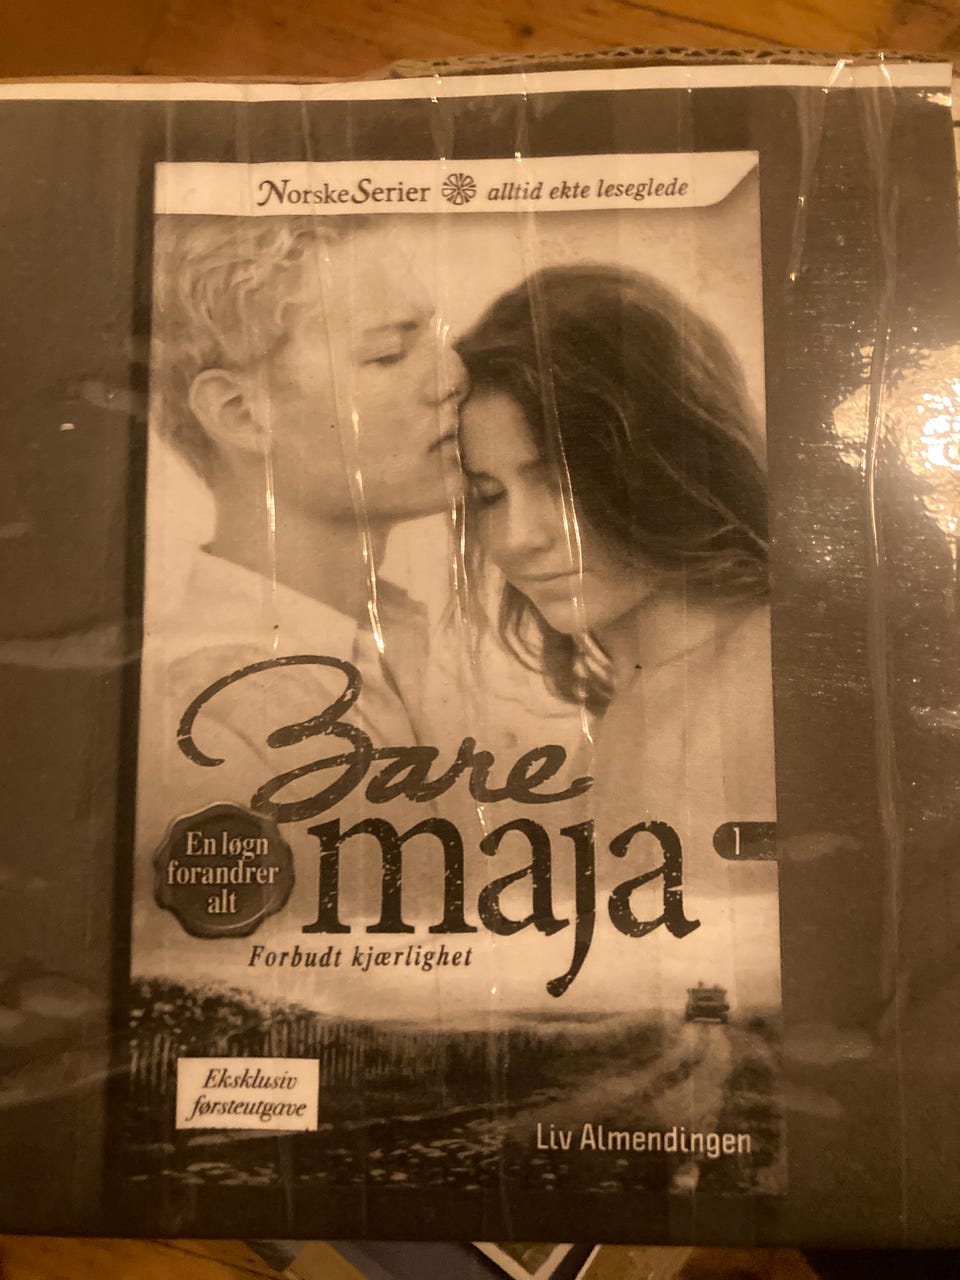 NorskeSerier alltid ekte leseglede
Bare
maja
1
En løgn
forandrer
alt
Forbudt kjærlighet
Eksklusiv
førsteutgave
Liv Almendingen